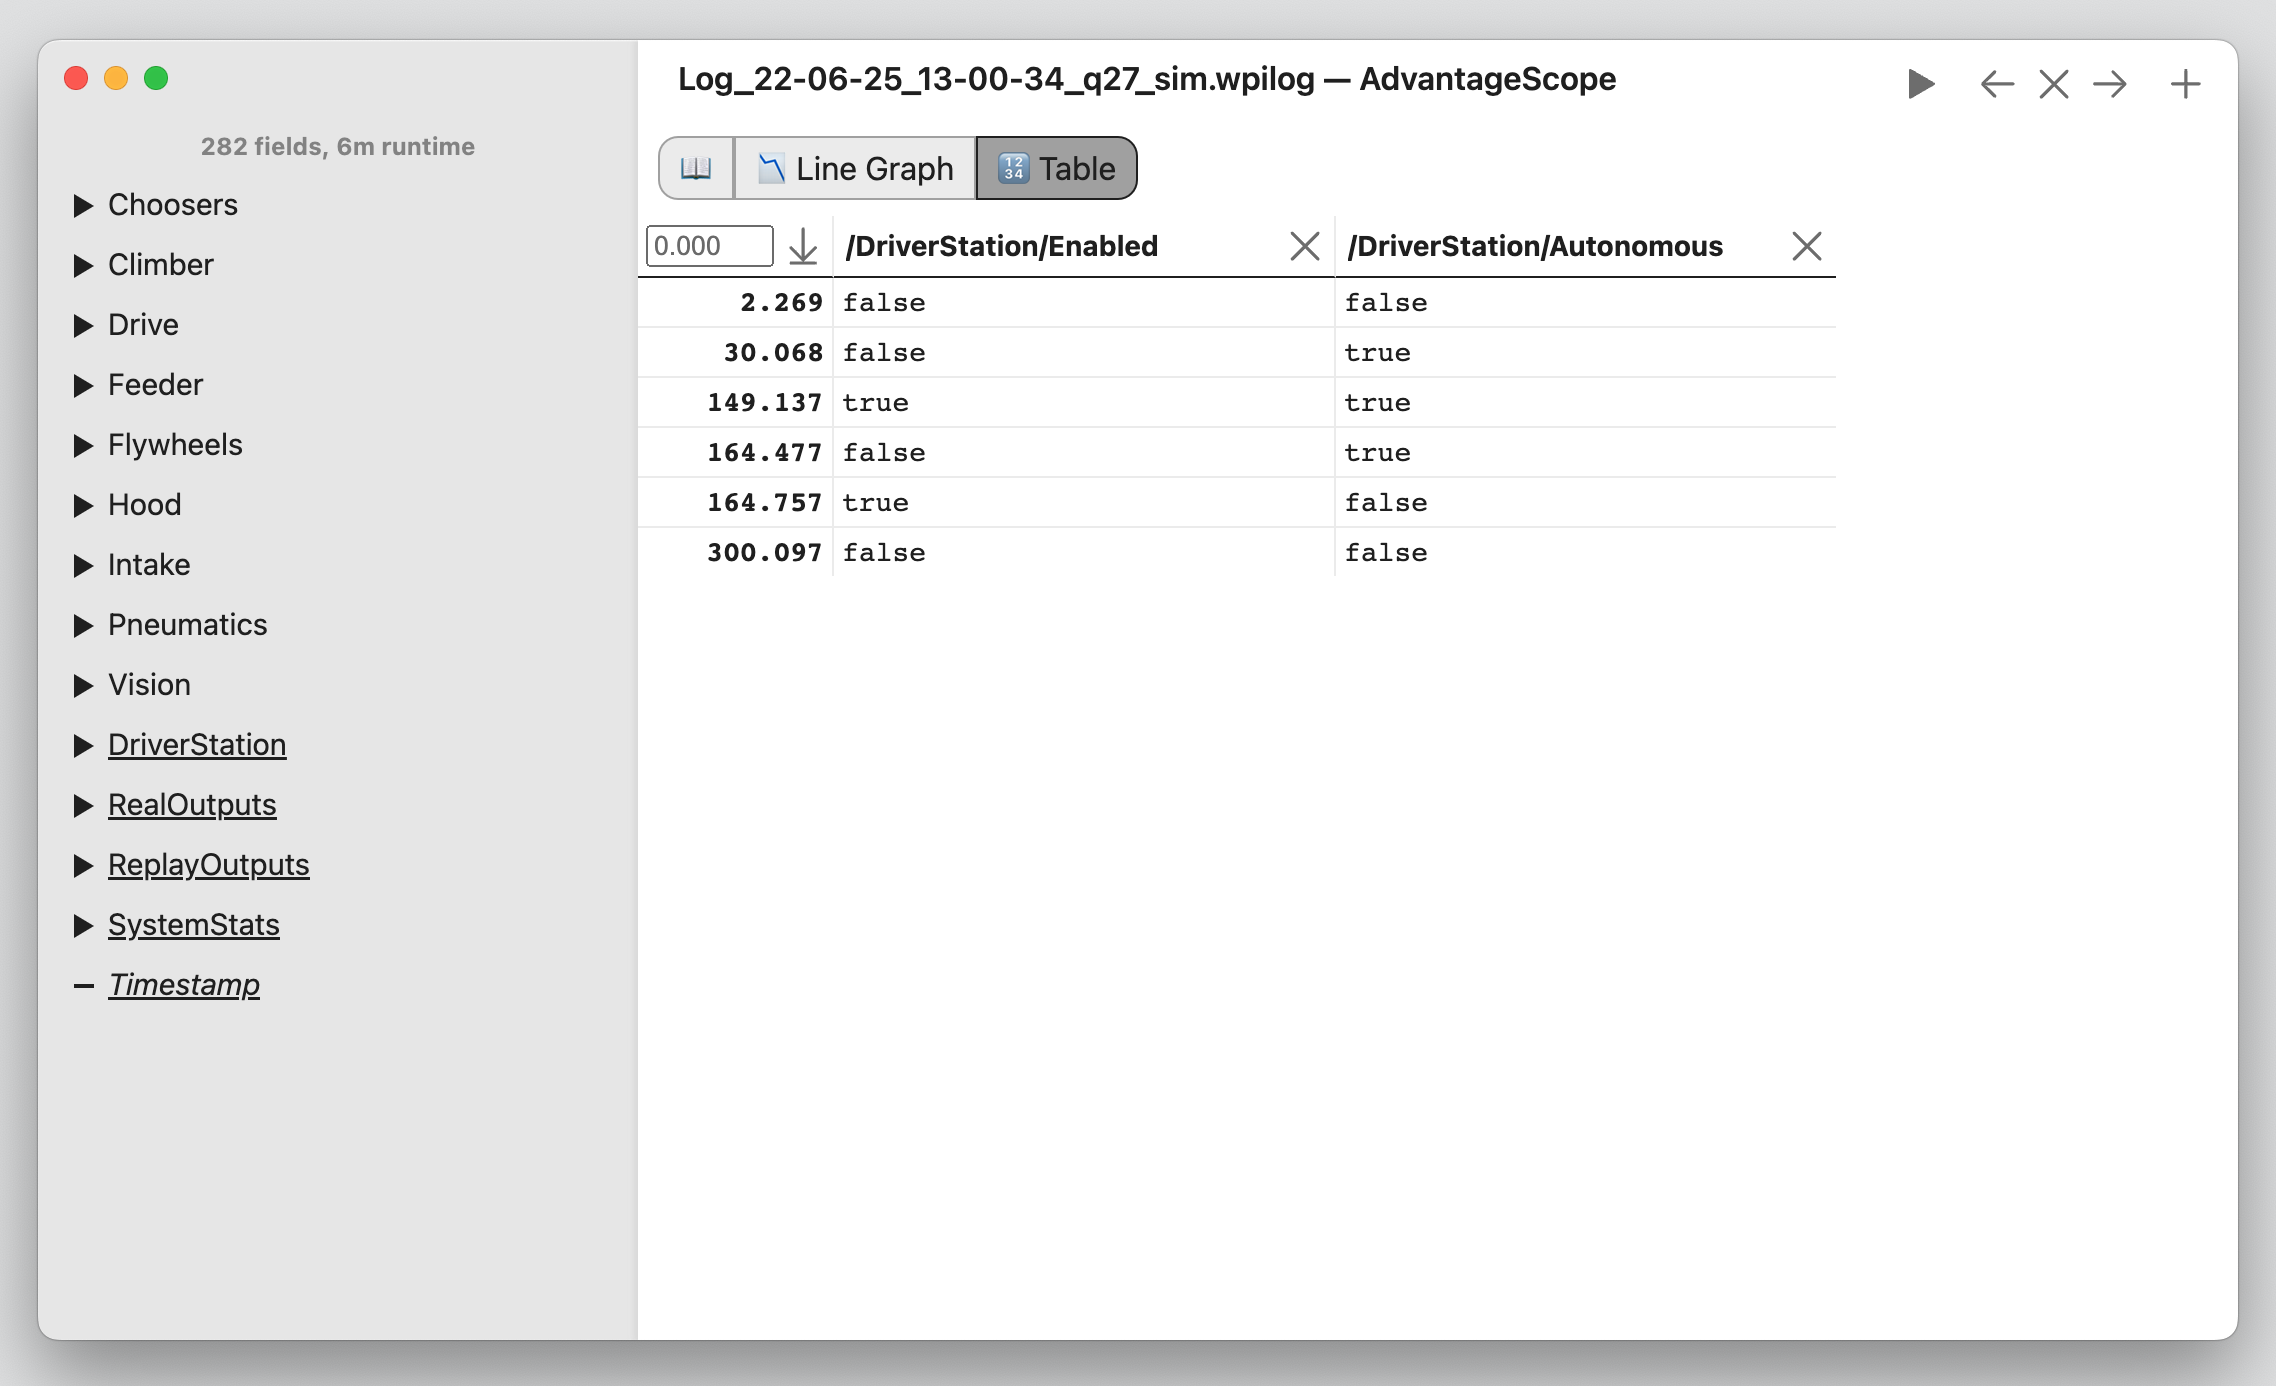 Log_22-06-25_13-00-34_q27_sim.wpilog — AdvantageScope
282 fields, 6m runtime
Choosers
Climber
Drive
Feeder
Flywheels
Hood
Intake
Pneumatics
Vision
DriverStation
RealOutputs
ReplayOutputs
SystemStats
Timestamp
Line Graph 12 34 Table
0.000 /DriverStation/Enabled /DriverStation/Autonomous
2.269 false false
30.068 false true
149.137 true true
164.477 false true
164.757 true false
300.097 false false